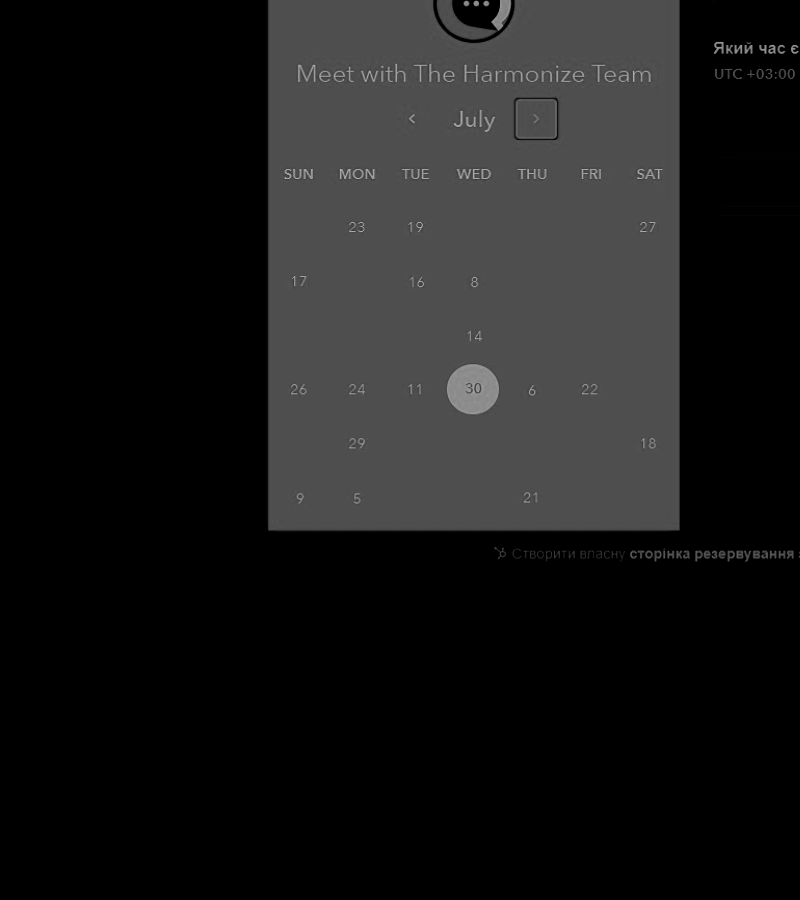 Який час є
Meet with The Harmonize Team
UTC +03:00
July
SUN MON TUE WED THU FRI SAT
23 19 27
17 16 8
14
26 24 11 30 6 22
29 18
9 5 21
Створити власну сторінка резервування